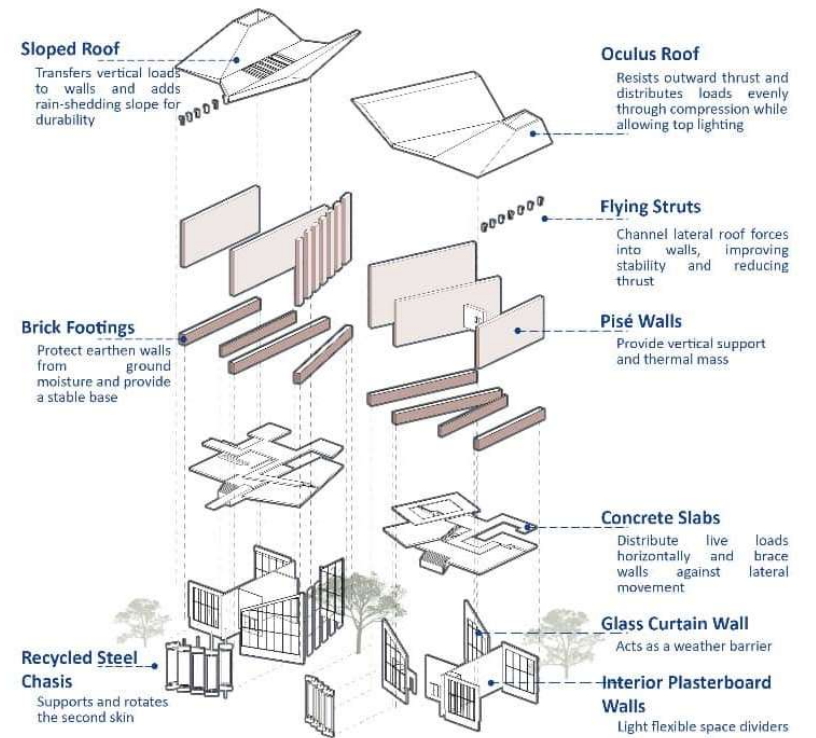 Sloped Roof
Transfers vertical loads
to walls and adds
rain-shedding slope for
durability
Oculus Roof
Resists outward thrust and
distributes loads evenly
through compression while
allowing top lighting
Flying Struts
Channel lateral roof forces
into walls, improving
stability and reducing
thrust
Brick Footings
Protect earthen walls
from ground
moisture and provide
a stable base
Pisé Walls
Provide vertical support
and thermal mass
Concrete Slabs
Distribute live loads
horizontally and brace
walls against lateral
movement
Glass Curtain Wall
Acts as a weather barrier
Recycled Steel
Chasis
Supports and rotates
the second skin
Interior Plasterboard
Walls
Light flexible space dividers